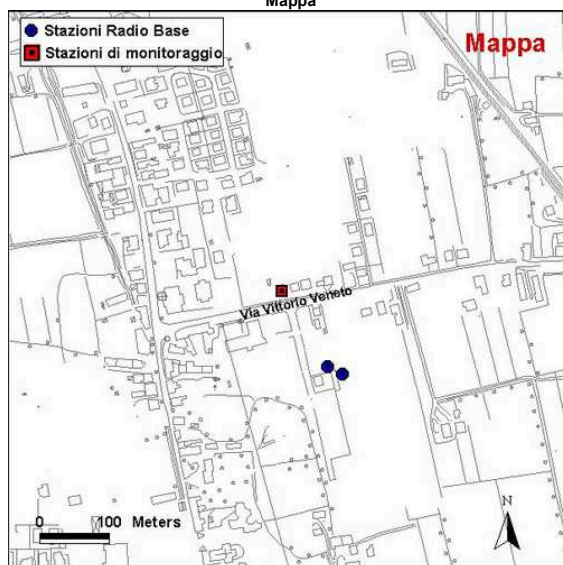 Mappa
Stazioni Radio Base
Stazioni di monitoraggio
Mappa
Via Vittorio Veneto
N
0 100 Meters